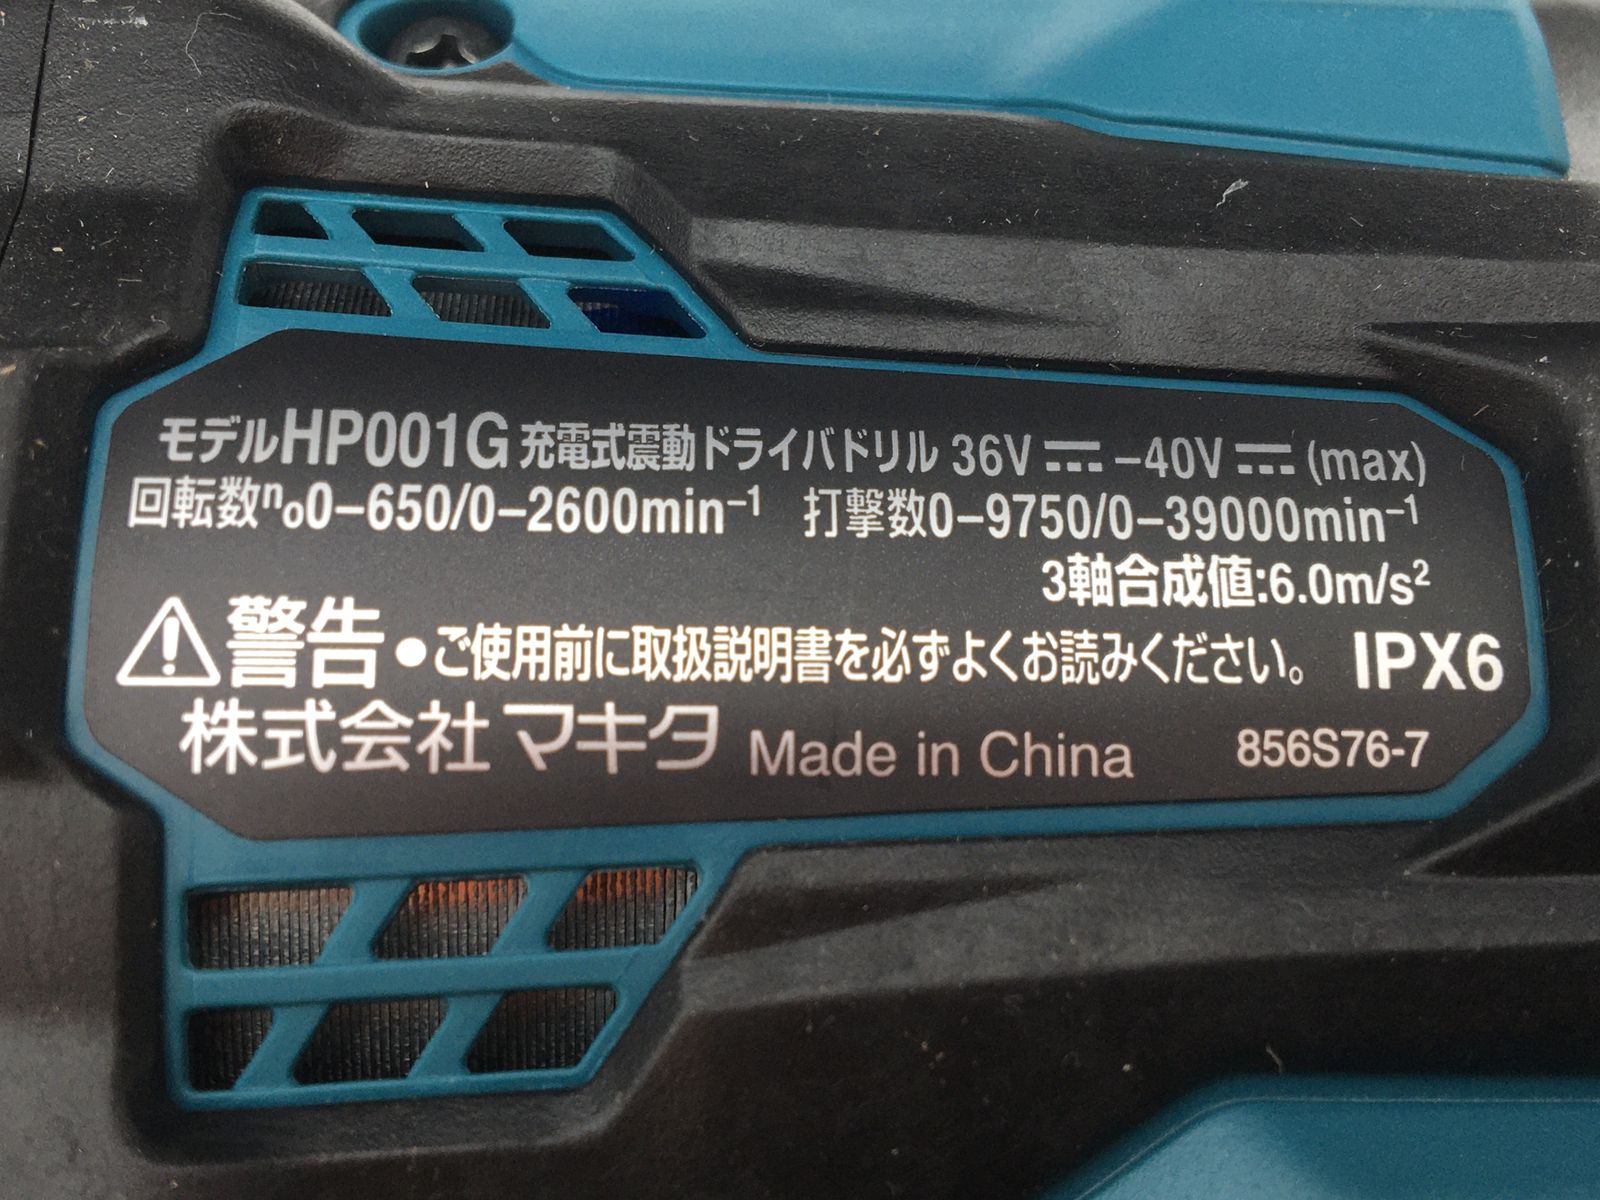 モデルHP001G 充電式震動ドライバドリル 36V⎓-40V⎓(max)
回転数n₀0-650/0-2600min⁻¹ 打撃数0-9750/0-39000min⁻¹
3軸合成値:6.0m/s²
⚠警告●ご使用前に取扱説明書を必ずよくお読みください。 IPX6
株式会社マキタ Made in China 856S76-7